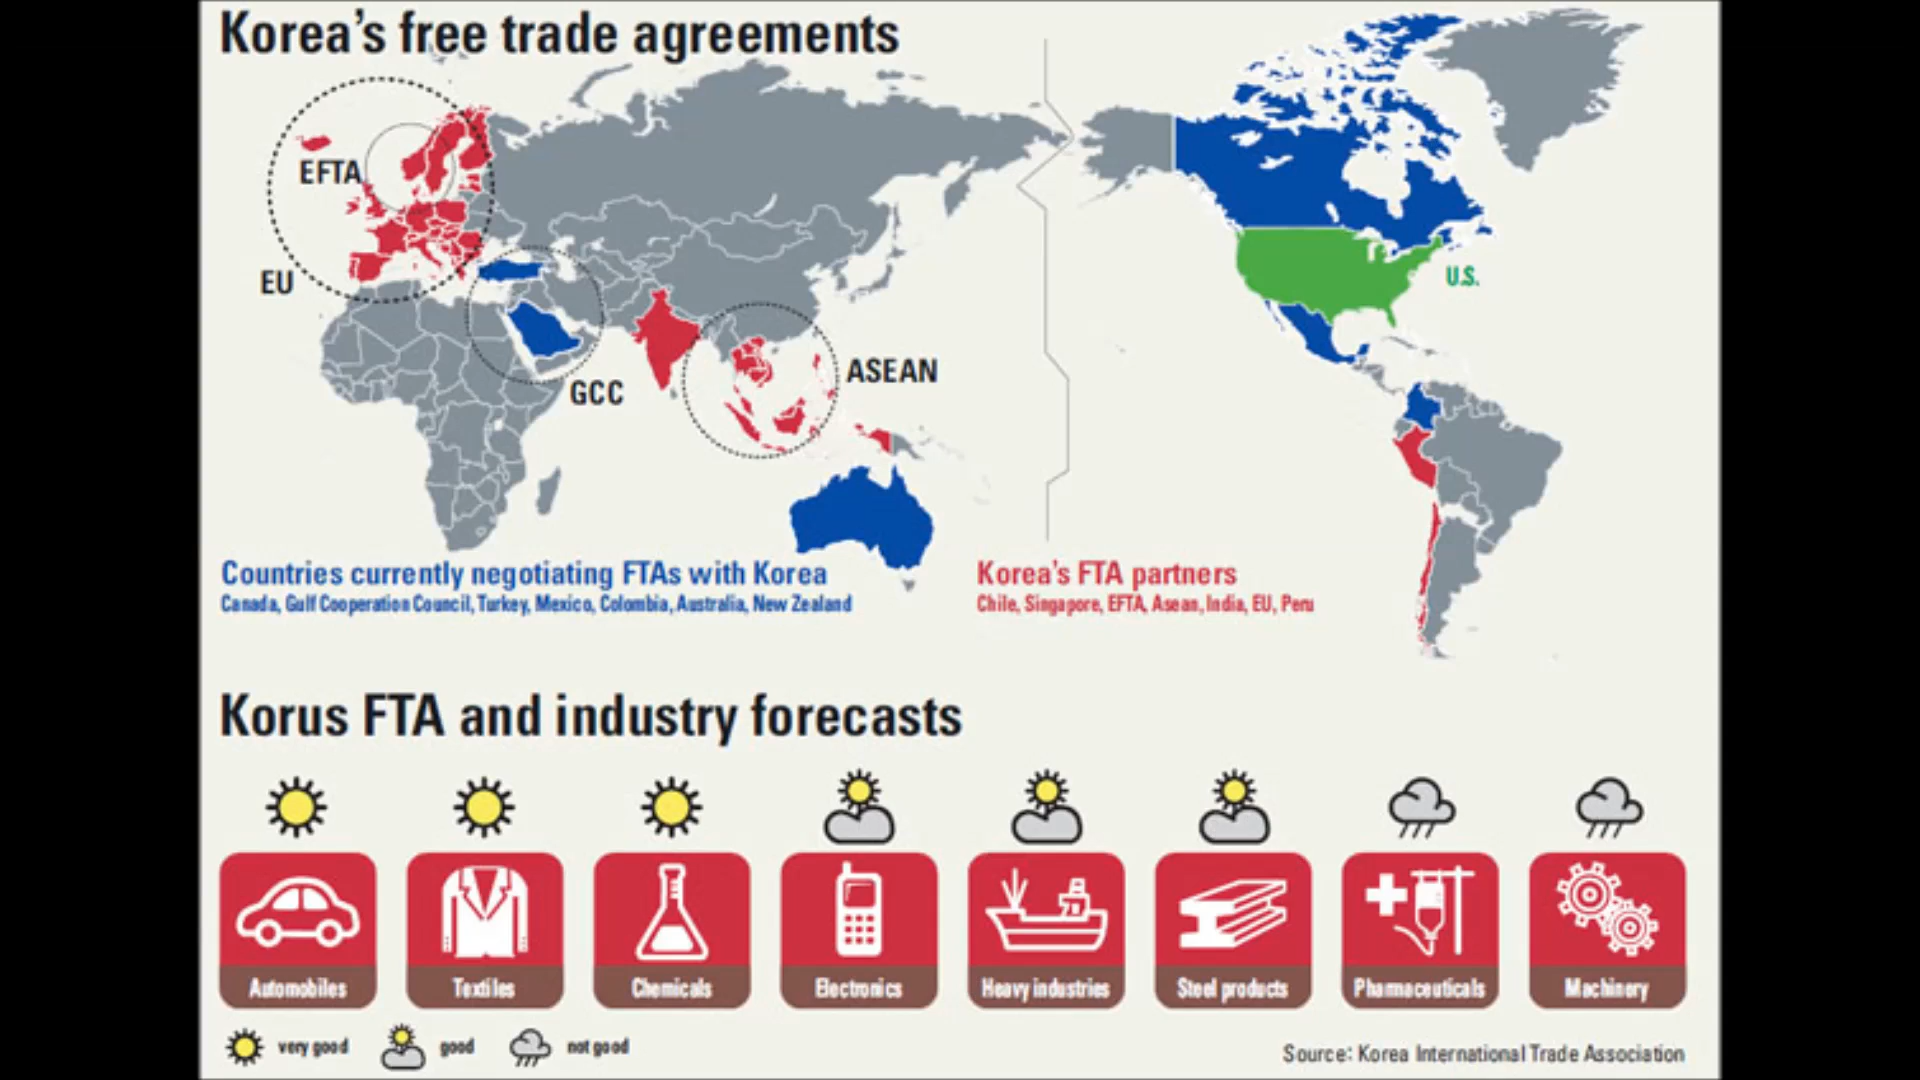 Korea's free trade agreements
EFTA
EU
GCC
ASEAN
U.S.
Countries currently negotiating FTAs with Korea
Canada, Gulf Cooperation Council, Turkey, Mexico, Colombia, Australia, New Zealand
Korea's FTA partners
Chile, Singapore, EFTA, Asean, India, EU, Peru
Korus FTA and industry forecasts
Automobiles
Textiles
Chemicals
Electronics
Heavy industries
Steel products
Pharmaceuticals
Machinery
very good
good
not good
Source: Korea International Trade Association